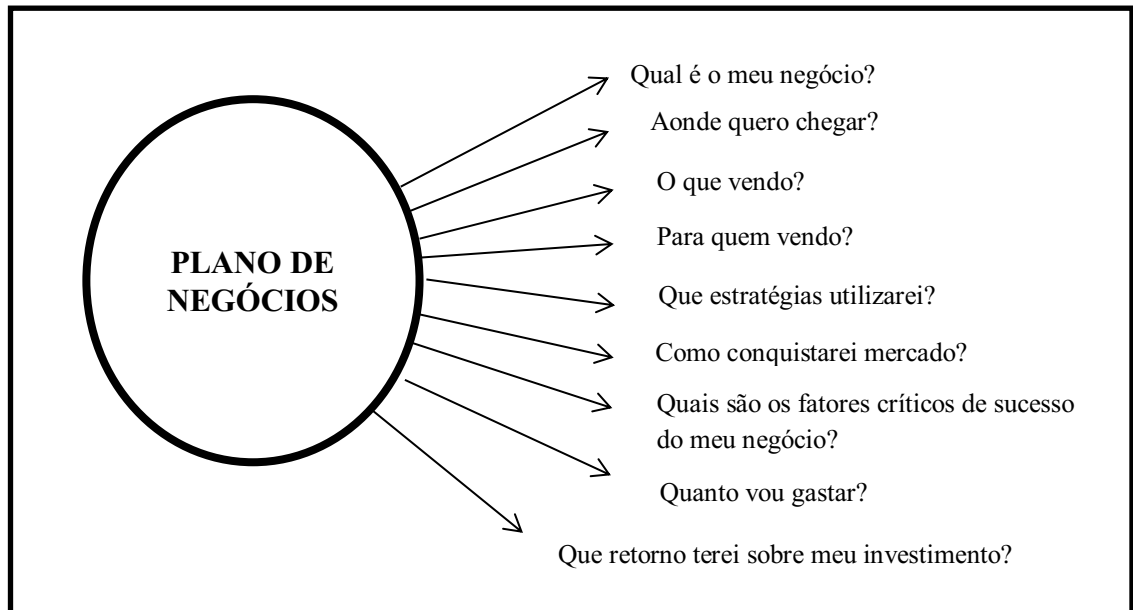 PLANO DE
NEGÓCIOS
Qual é o meu negócio?
Aonde quero chegar?
O que vendo?
Para quem vendo?
Que estratégias utilizarei?
Como conquistarei mercado?
Quais são os fatores críticos de sucesso
do meu negócio?
Quanto vou gastar?
Que retorno terei sobre meu investimento?